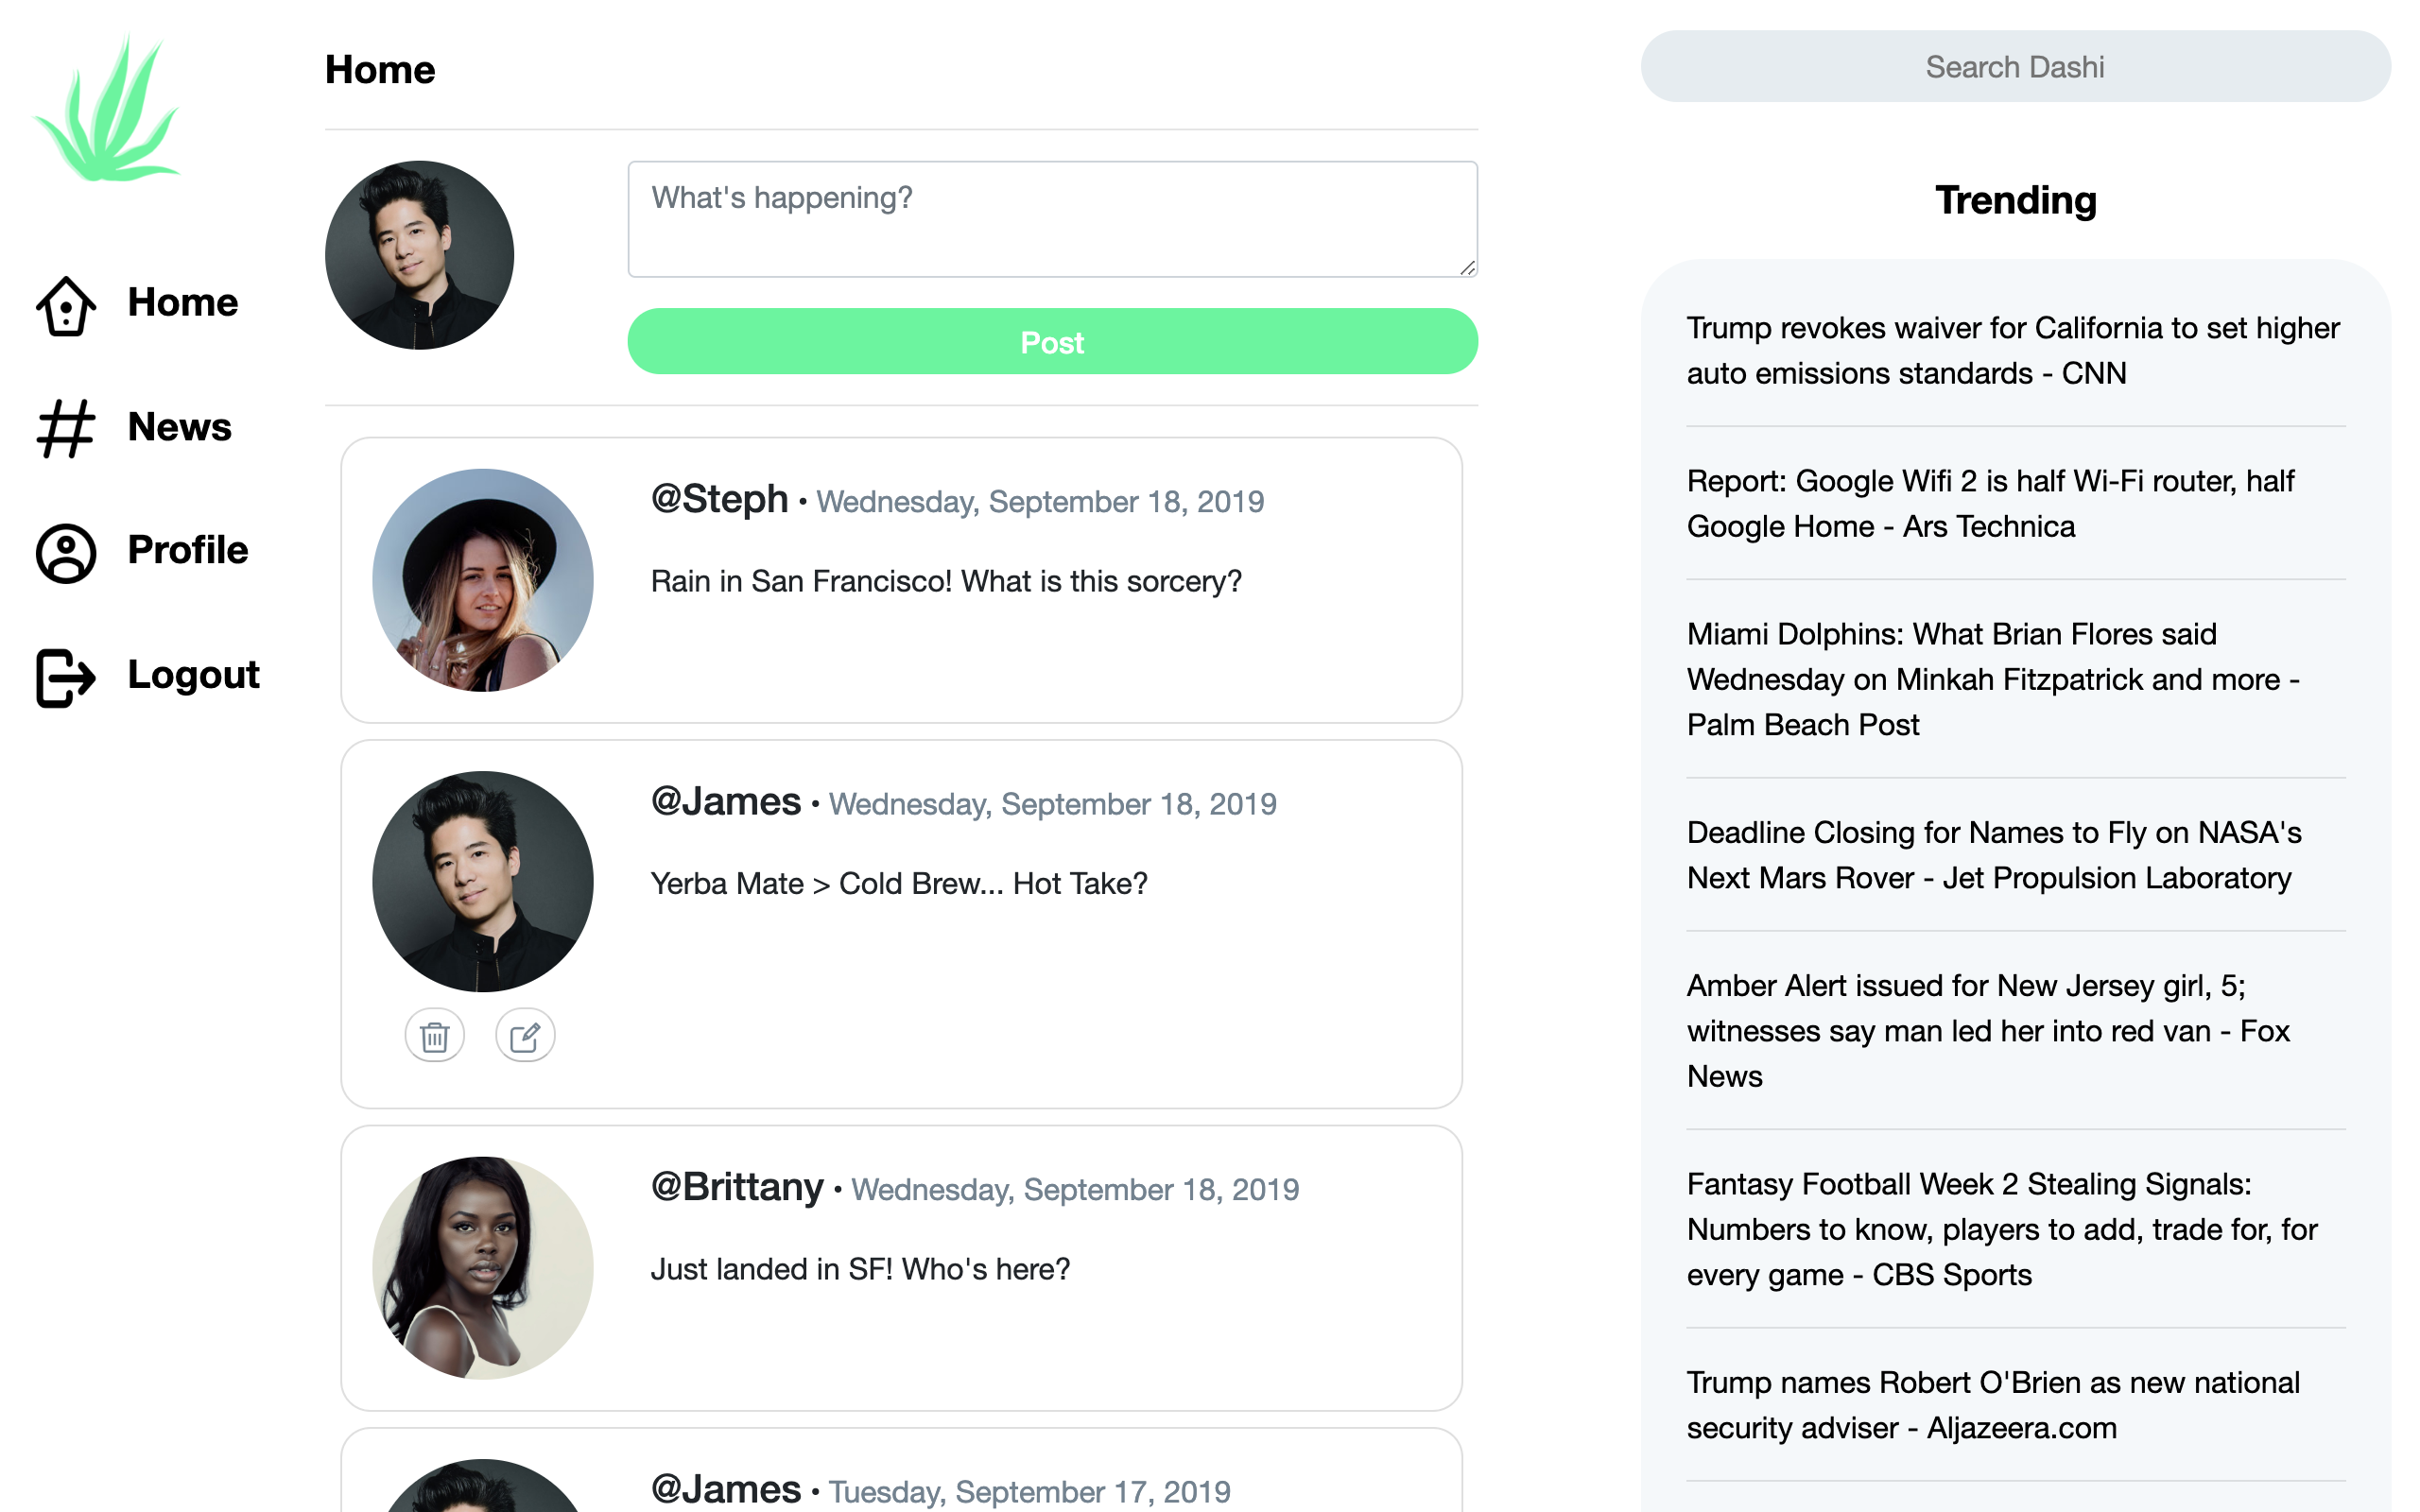 Home
News
Profile
Logout
Home
What's happening?
Post
@Steph • Wednesday, September 18, 2019
Rain in San Francisco! What is this sorcery?
@James • Wednesday, September 18, 2019
Yerba Mate > Cold Brew... Hot Take?
@Brittany • Wednesday, September 18, 2019
Just landed in SF! Who's here?
@James • Tuesday, September 17, 2019
Search Dashi
Trending
Trump revokes waiver for California to set higher
auto emissions standards - CNN
Report: Google Wifi 2 is half Wi-Fi router, half
Google Home - Ars Technica
Miami Dolphins: What Brian Flores said
Wednesday on Minkah Fitzpatrick and more -
Palm Beach Post
Deadline Closing for Names to Fly on NASA's
Next Mars Rover - Jet Propulsion Laboratory
Amber Alert issued for New Jersey girl, 5;
witnesses say man led her into red van - Fox
News
Fantasy Football Week 2 Stealing Signals:
Numbers to know, players to add, trade for, for
every game - CBS Sports
Trump names Robert O'Brien as new national
security adviser - Aljazeera.com